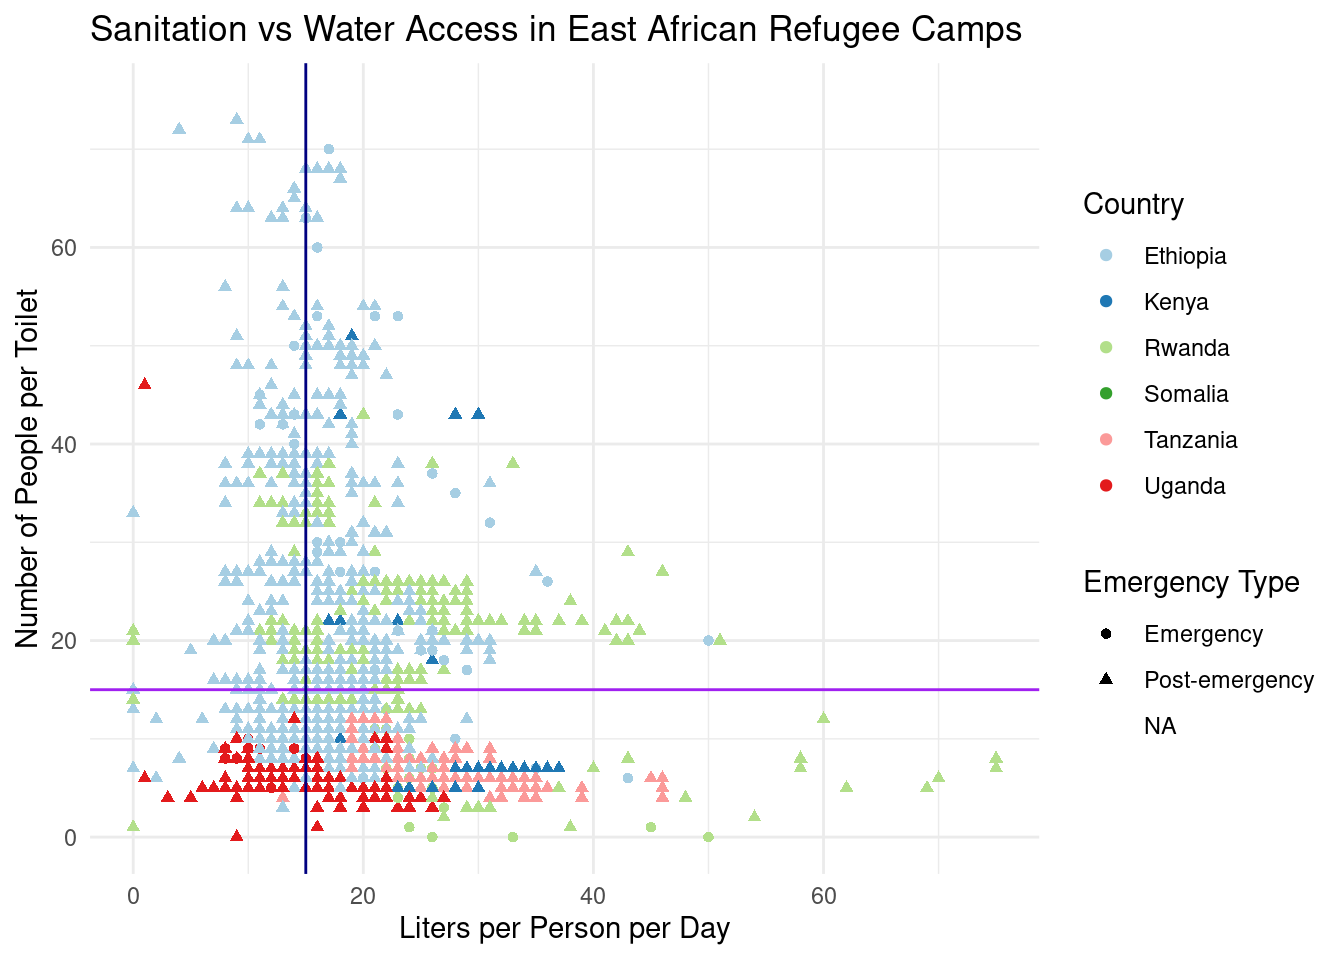 Sanitation vs Water Access in East African Refugee Camps
Number of People per Toilet
60
40
20
0
0 20 40 60
Liters per Person per Day
Country
Ethiopia
Kenya
Rwanda
Somalia
Tanzania
Uganda
Emergency Type
Emergency
Post-emergency
NA